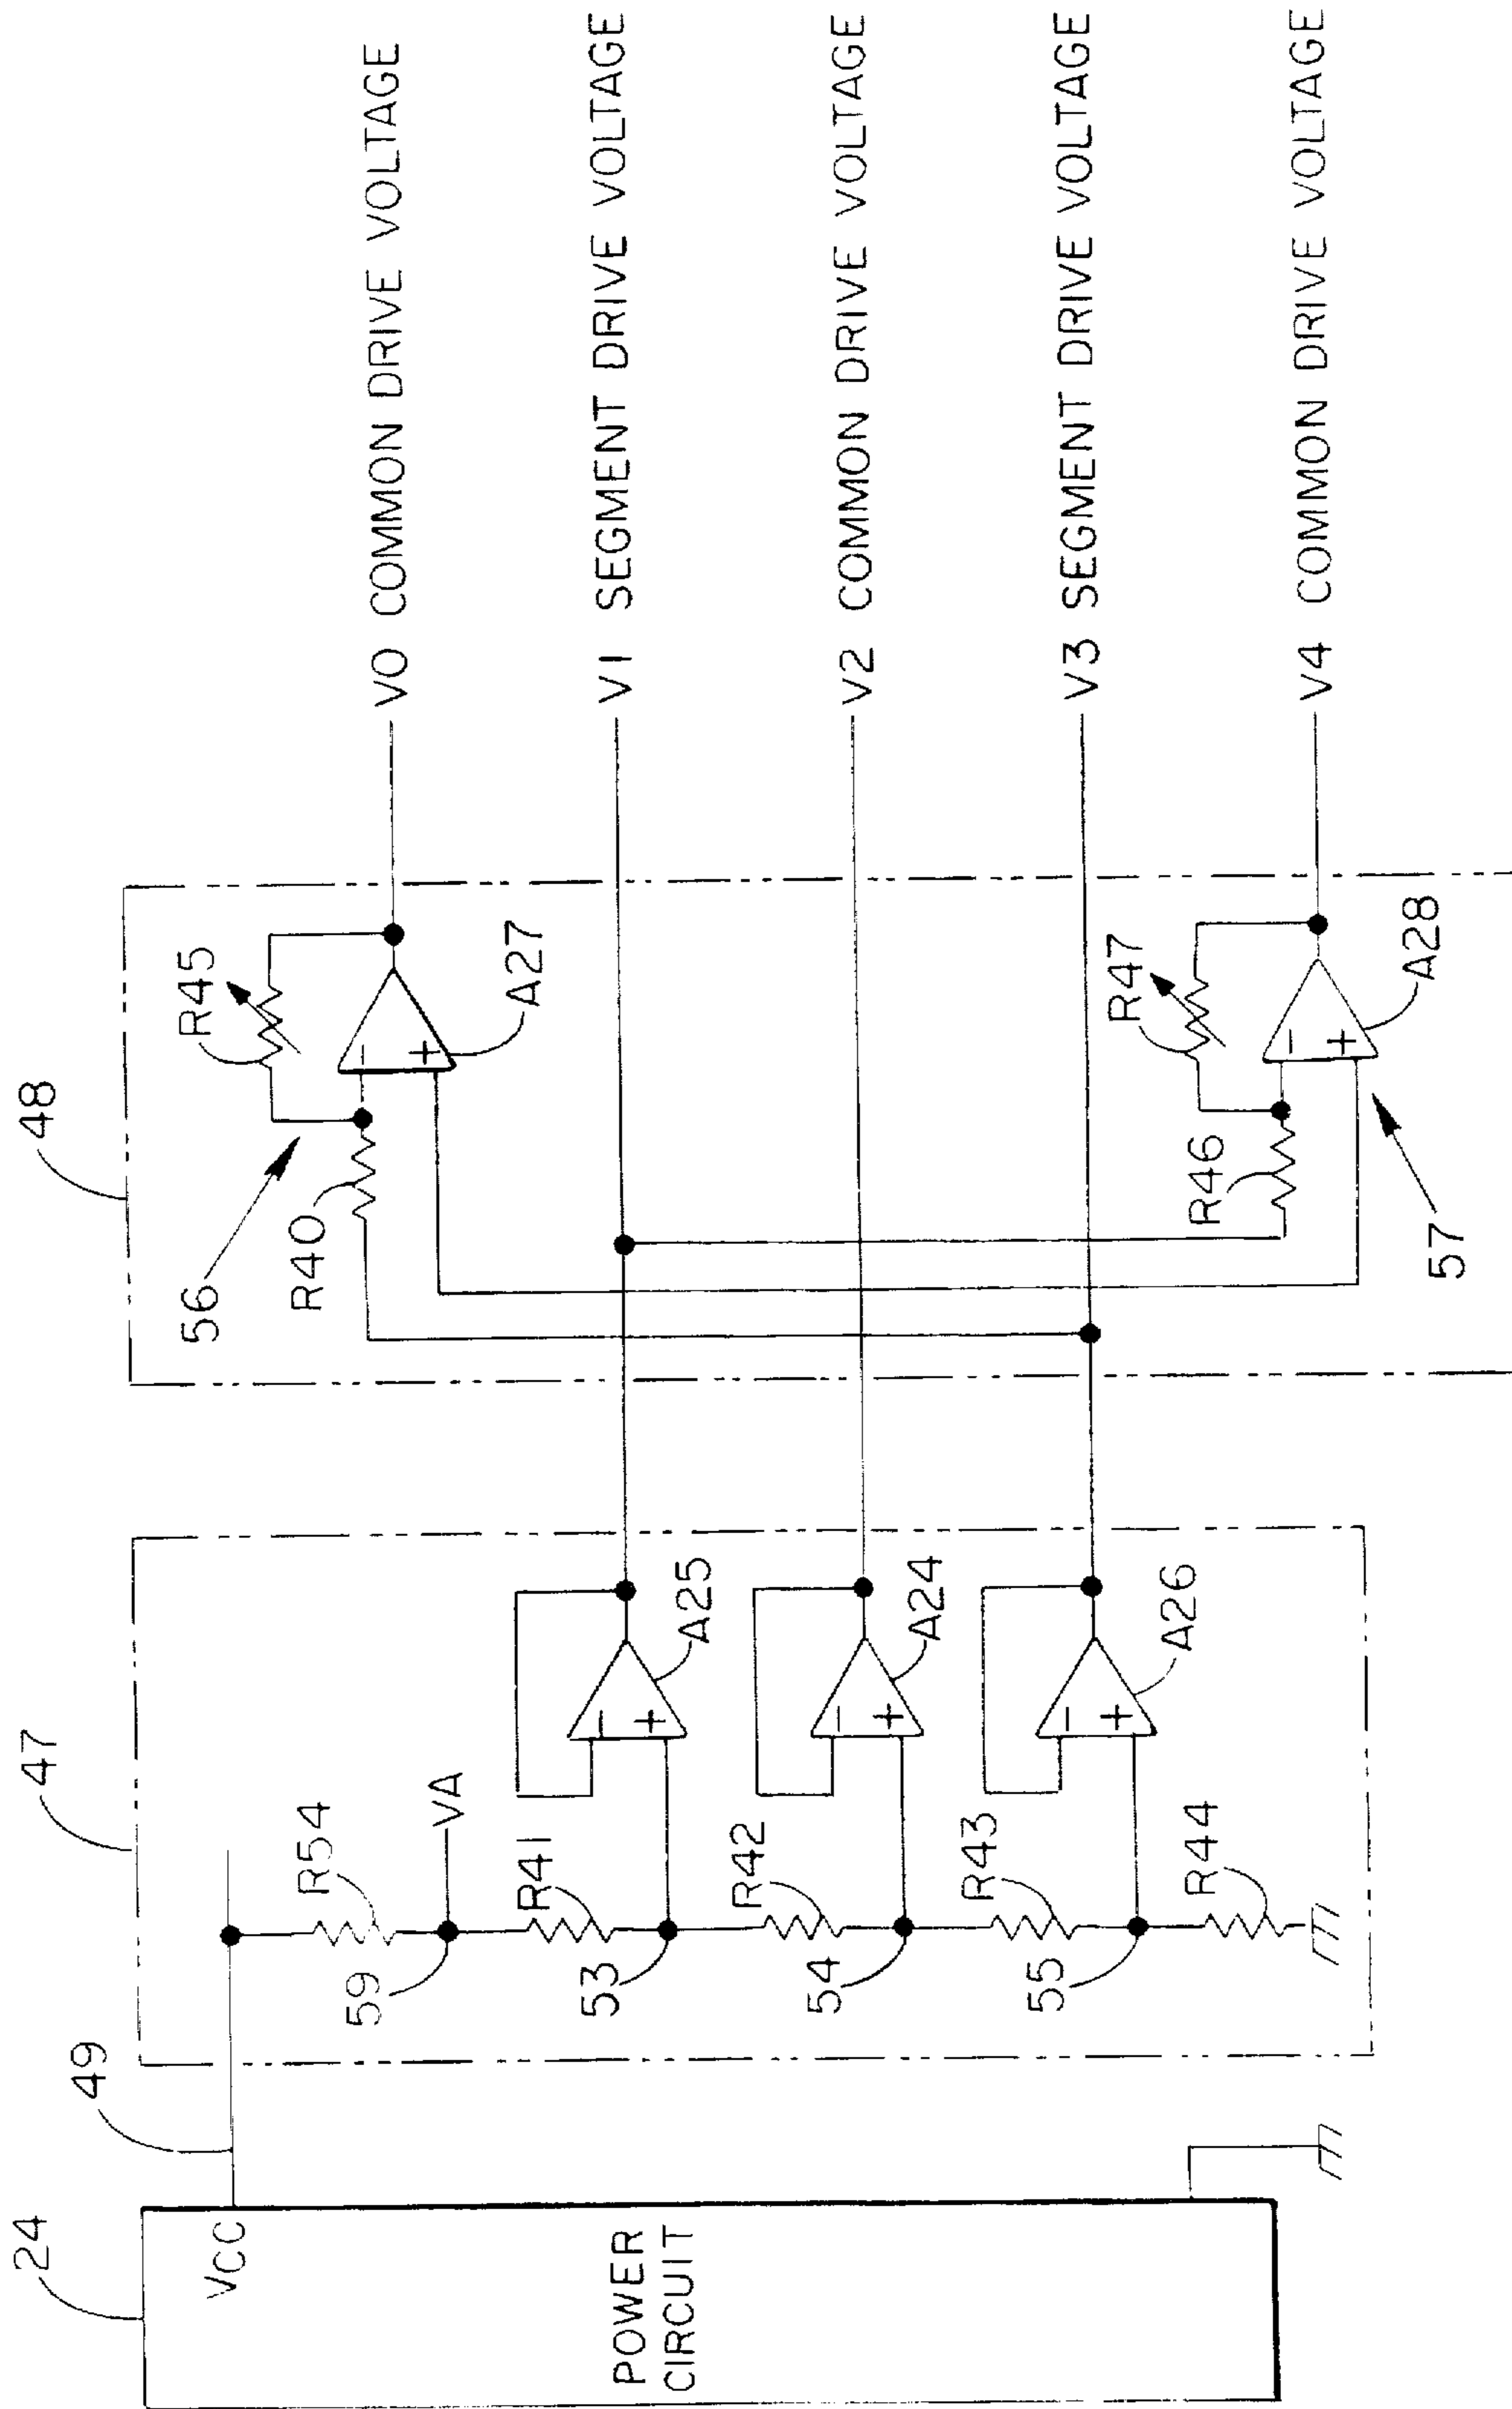 24
49
47
48
VCC
POWER
CIRCUIT
R54
59
VA
R41
53
R42
54
R43
55
R44
−
+
A25
−
+
A24
−
+
A26
56
R40
R45
−
+
A27
R46
R47
−
+
A28
57
V0 COMMON DRIVE VOLTAGE
V1 SEGMENT DRIVE VOLTAGE
V2 COMMON DRIVE VOLTAGE
V3 SEGMENT DRIVE VOLTAGE
V4 COMMON DRIVE VOLTAGE